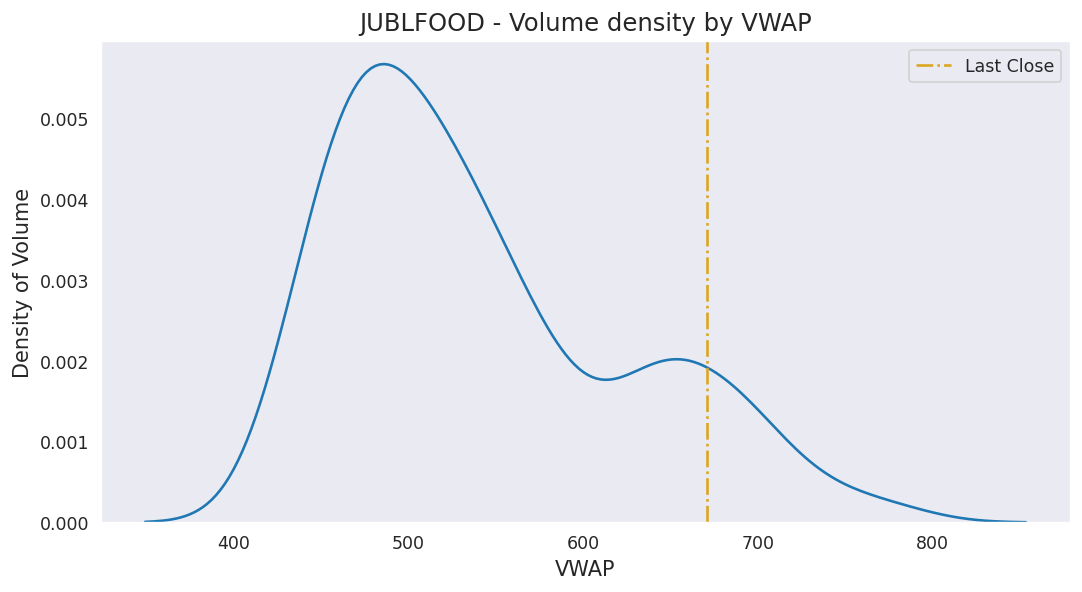 JUBLFOOD - Volume density by VWAP
Last Close
Density of Volume
0.005
0.004
0.003
0.002
0.001
0.000
400 500 600 700 800
VWAP